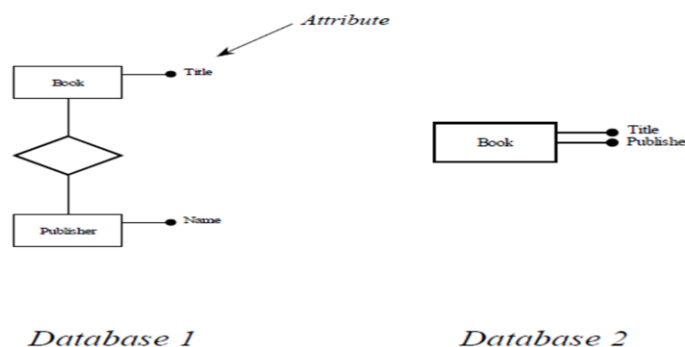 Attribute
Book
Title
Publisher
Name
Database 1
Book
Title
Publishe
Database 2